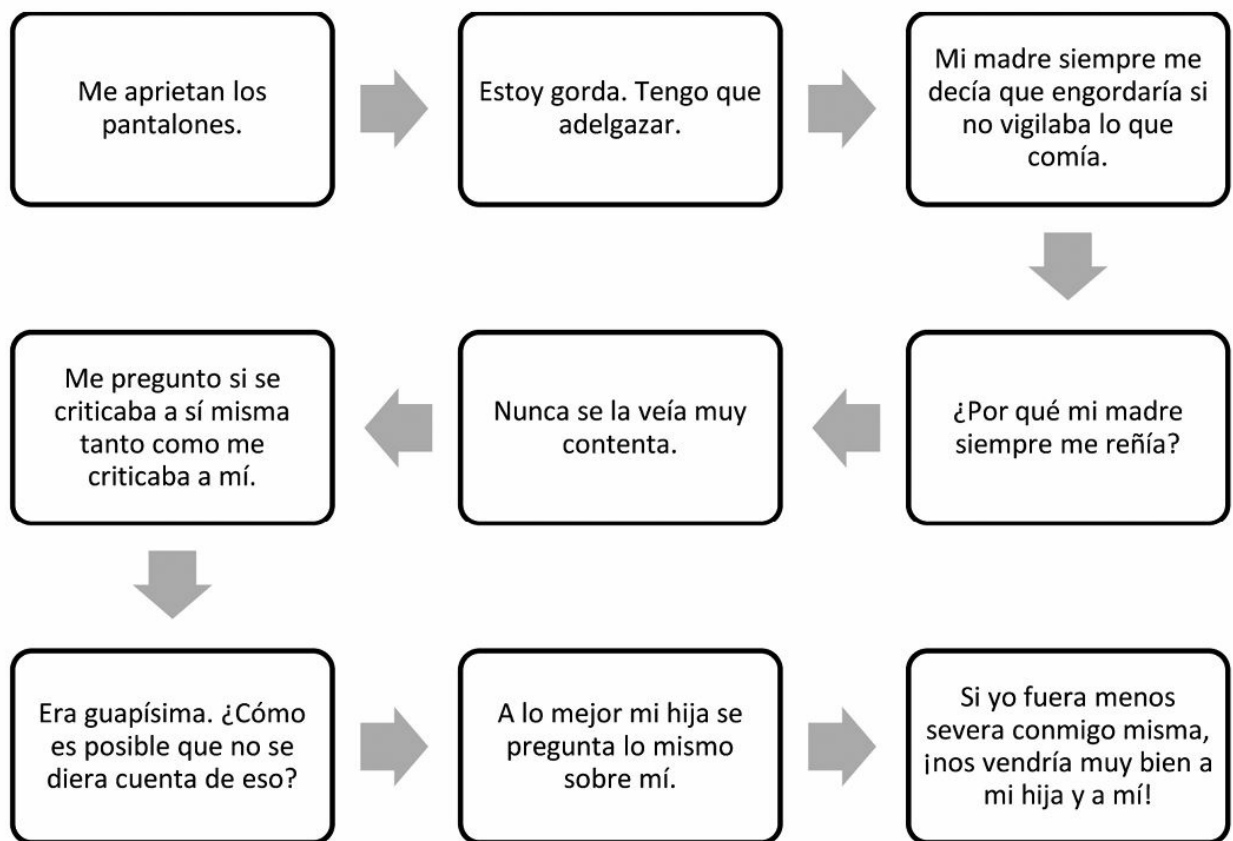 Me aprietan los
pantalones.
Estoy gorda. Tengo que
adelgazar.
Mi madre siempre me
decía que engordaría si
no vigilaba lo que
comía.
¿Por qué mi madre
siempre me reñía?
Nunca se la veía muy
contenta.
Me pregunto si se
criticaba a sí misma
tanto como me
criticaba a mí.
Era guapísima. ¿Cómo
es posible que no se
diera cuenta de eso?
A lo mejor mi hija se
pregunta lo mismo
sobre mí.
Si yo fuera menos
severa conmigo misma,
¡nos vendría muy bien a
mi hija y a mí!